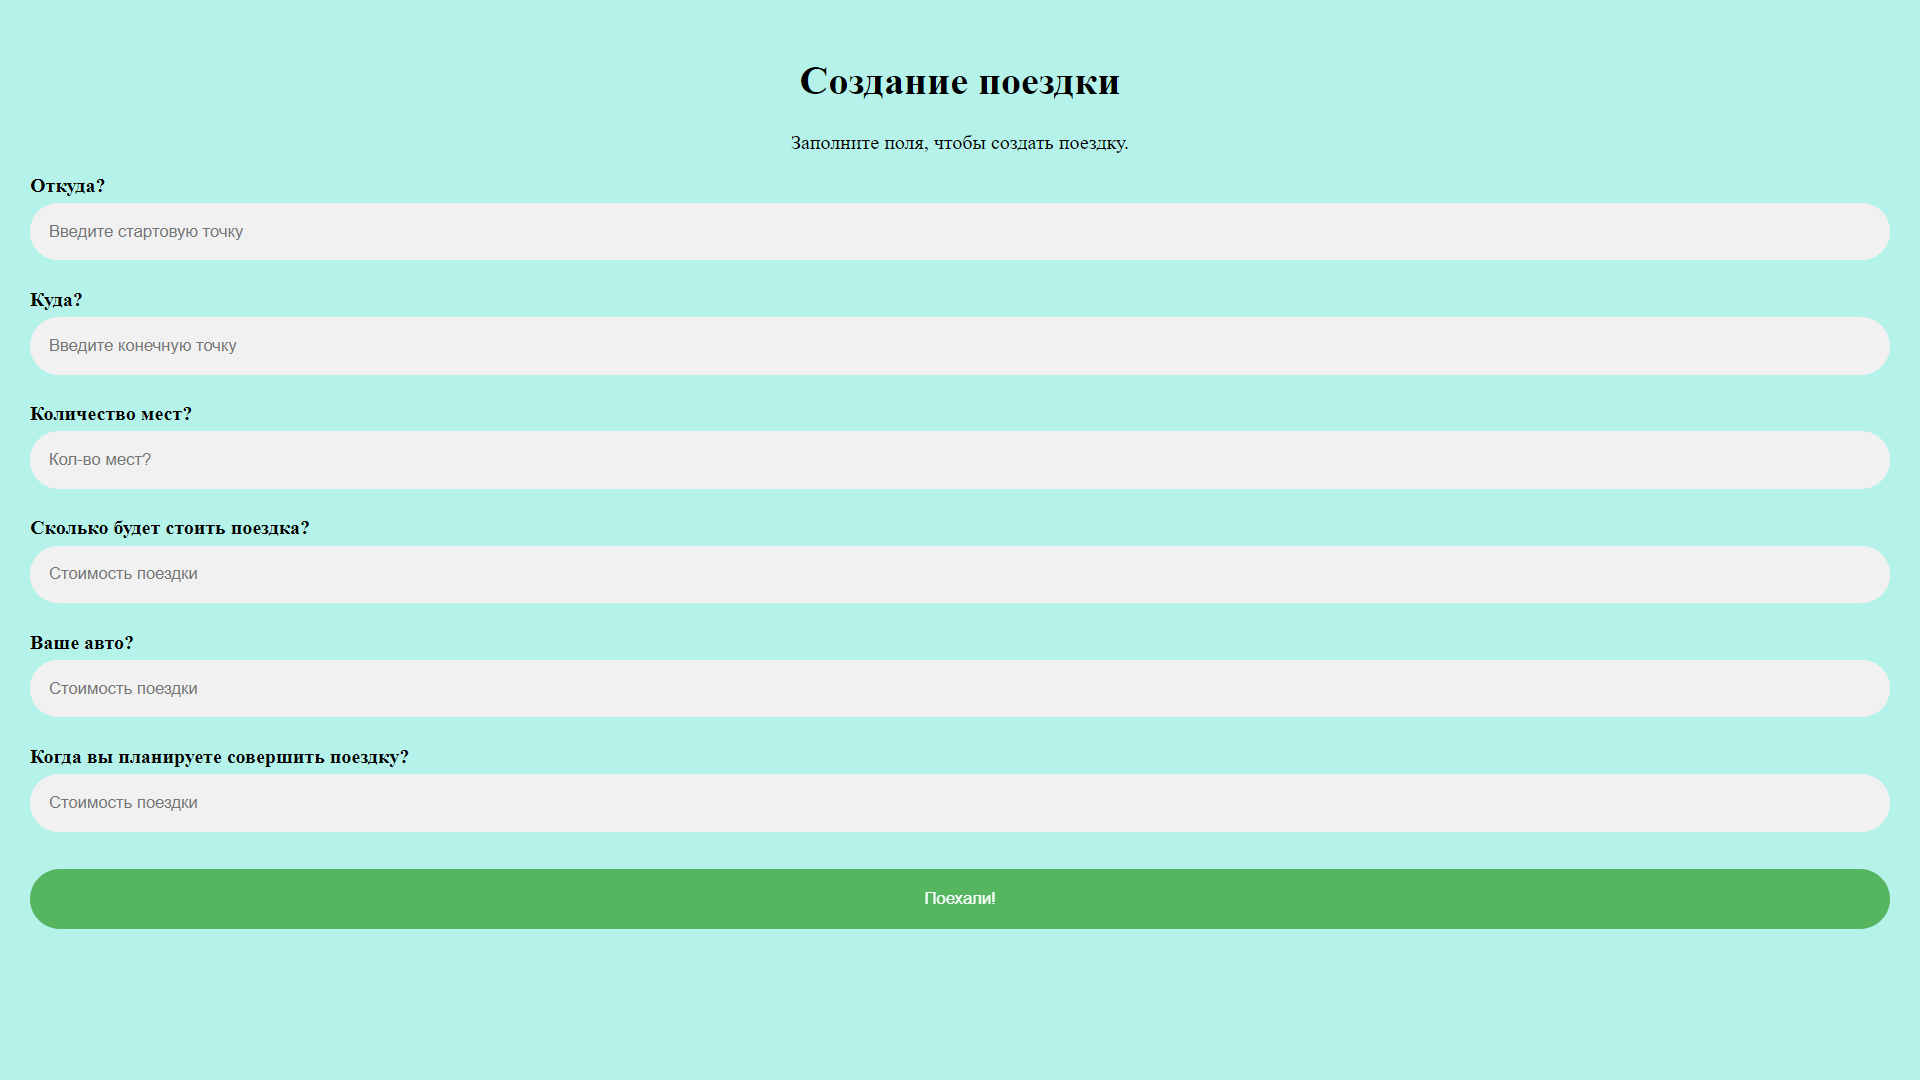 Создание поездки
Заполните поля, чтобы создать поездку.
Откуда?
Введите стартовую точку
Куда?
Введите конечную точку
Количество мест?
Кол-во мест?
Сколько будет стоить поездка?
Стоимость поездки
Ваше авто?
Стоимость поездки
Когда вы планируете совершить поездку?
Стоимость поездки
Поехали!